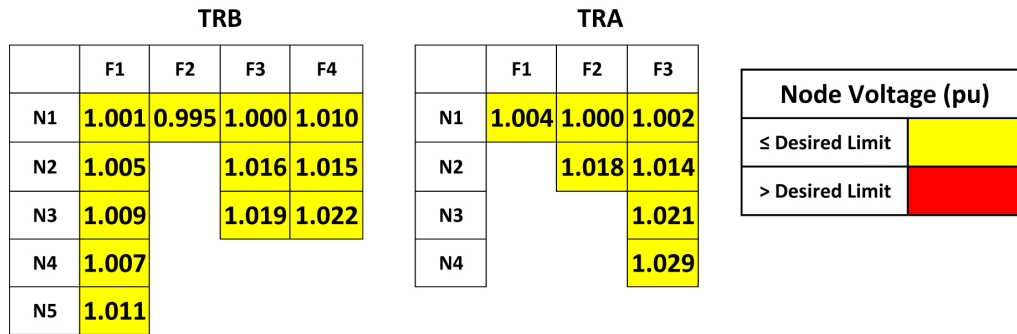 TRB
F1 F2 F3 F4
N1 1.001 0.995 1.000 1.010
N2 1.005 1.016 1.015
N3 1.009 1.019 1.022
N4 1.007
N5 1.011
TRA
F1 F2 F3
N1 1.004 1.000 1.002
N2 1.018 1.014
N3 1.021
N4 1.029
Node Voltage (pu)
≤ Desired Limit
> Desired Limit